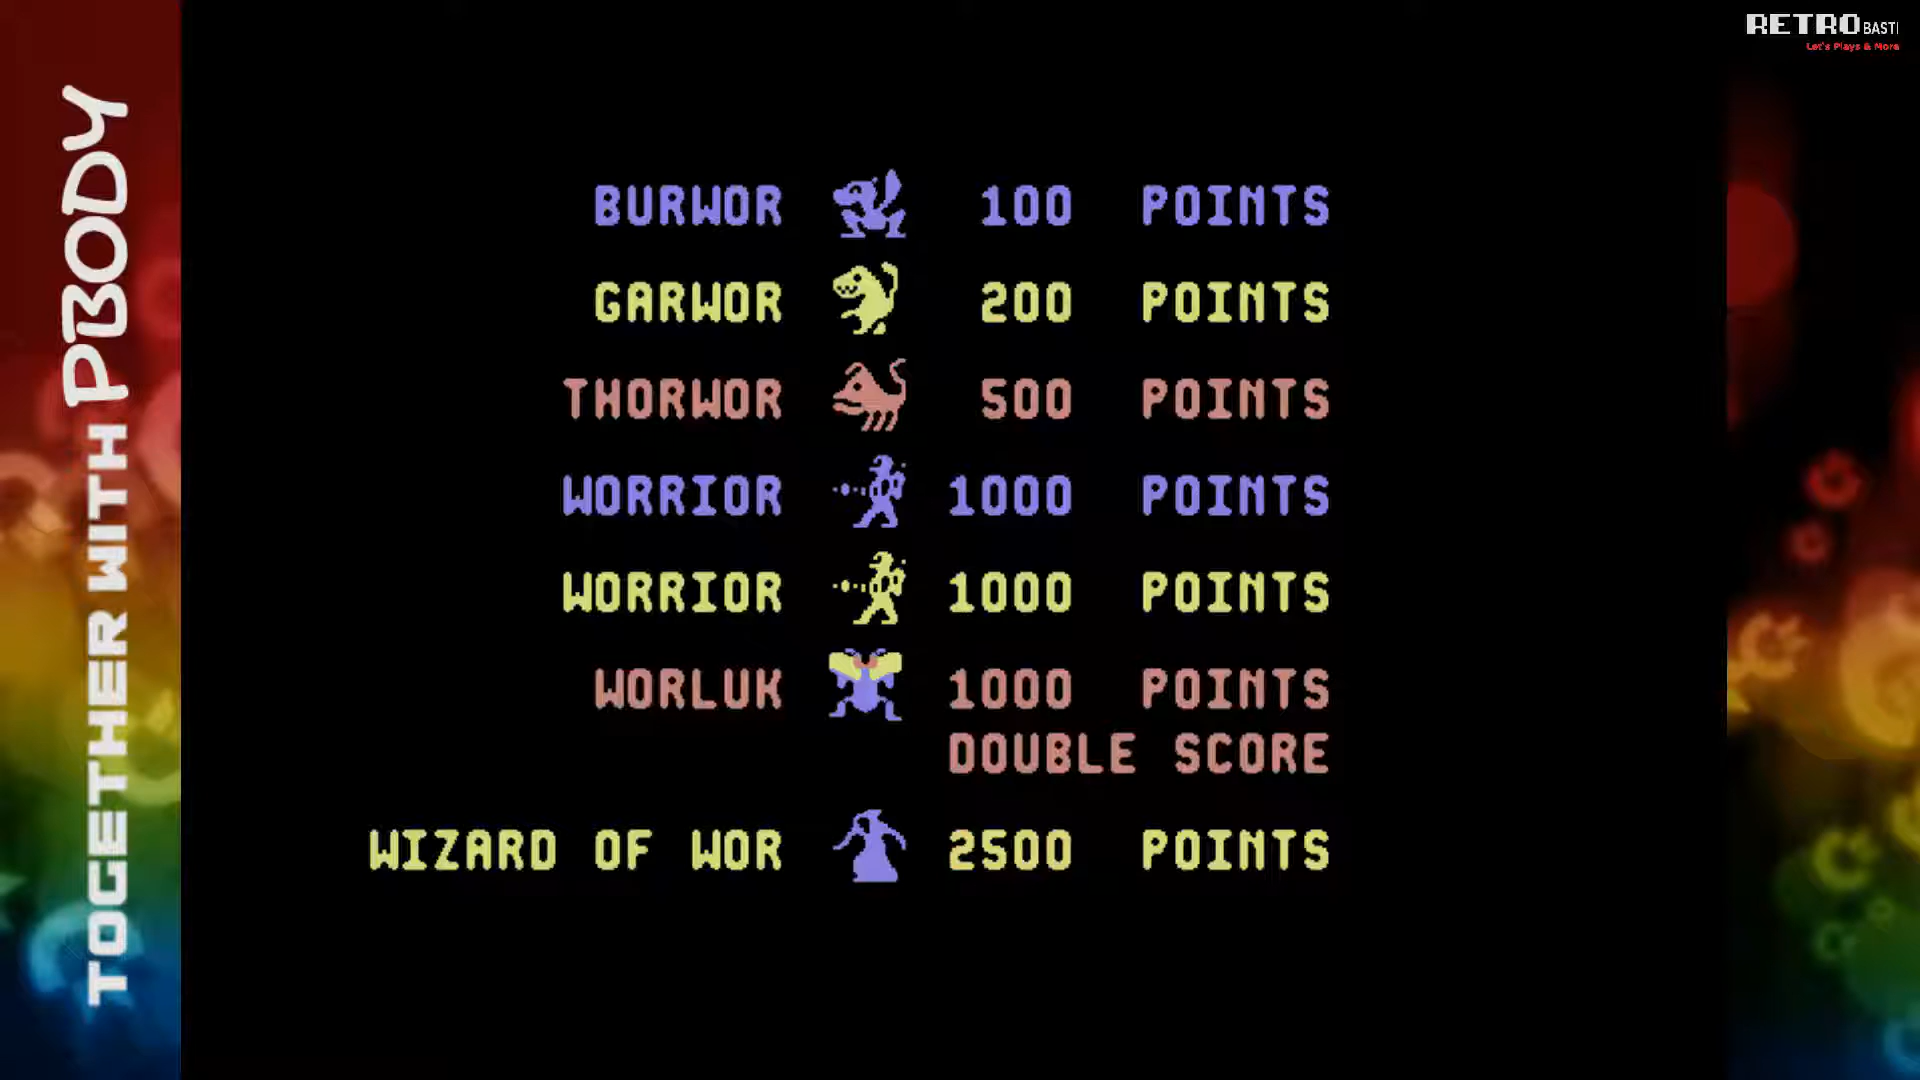 TOGETHER WITH PBODY
RETRO BASTI
Let's Plays & More
BURWOR 100 POINTS
GARWOR 200 POINTS
THORWOR 500 POINTS
WORRIOR 1000 POINTS
WORRIOR 1000 POINTS
WORLUK 1000 POINTS
DOUBLE SCORE
WIZARD OF WOR 2500 POINTS